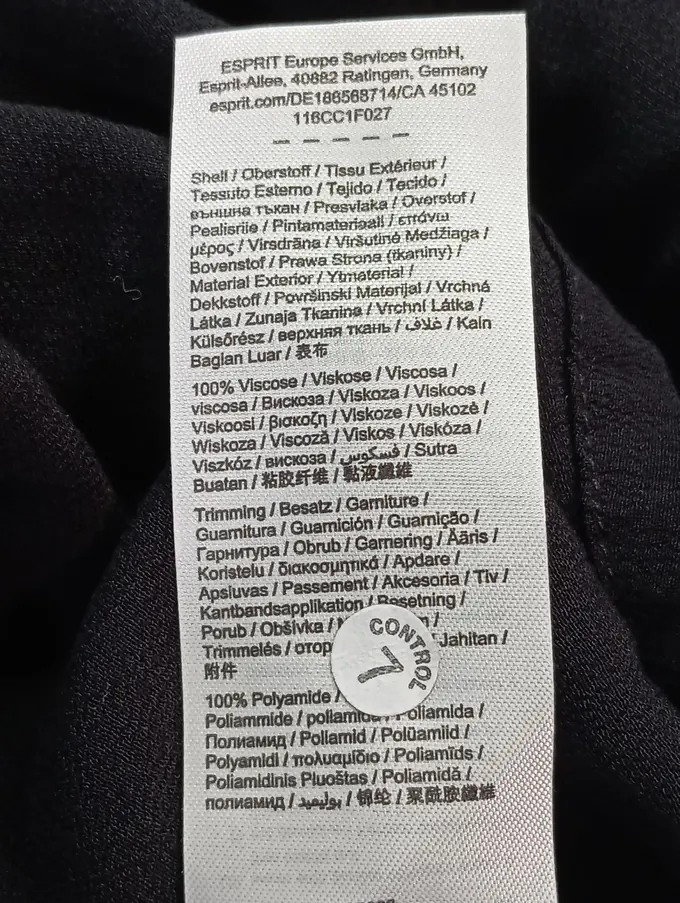 ESPRIT Europe Services GmbH,
Esprit-Allee, 40882 Ratingen, Germany
esprit.com/DE186568714/CA 45102
116CC1F027
Shell / Oberstoff / Tissu Extérieur /
Tessuto Esterno / Tejido / Tecido /
външна тъкан / Presvlaka / Overstof /
Pealisriie / Pintamateriaali / επάνω
μέρος / Virsdrāna / Viršutinė Medžiaga /
Bovenstof / Prawa Strona (tkaniny) /
Material Exterior / Ytmaterial /
Dekkstoff / Površinski Materijal / Vrchná
Látka / Zunaja Tkanina / Vrchní Látka /
Külsőrész / верхняя ткань / غلاف / Kain
Bagian Luar / 表布
100% Viscose / Viskose / Viscosa /
viscosa / Вискоза / Viskoza / Viskoos /
Viskoosi / βισκοζη / Viskoze / Viskozė /
Wiskoza / Viscoză / Viskos / Viskóza /
Viszkóz / вискоза / فسكوس / Sutra
Buatan / 粘胶纤维 / 黏液纖維
Trimming / Besatz / Garniture /
Guarnitura / Guarnición / Guarnição /
Гарнитура / Obrub / Garnering / Ääris /
Koristelu / διακοσμητικά / Apdare /
Apsiuvas / Passement / Akcesoria / Tiv /
Kantbandsapplikation / Besetning /
Porub / Obšivka /
Trimmelés / Jahitan /
附件
CONTROL
7
100% Polyamide /
Poliammide / poliamida / Poliamida /
Полиамид / Poliamid / Polüamiid /
Polyamidi / πολυαμίδιο / Poliamīds /
Poliamidinis Pluoštas / Poliamidă /
полиамид / بوليميد / 锦纶 / 聚酰胺纖維